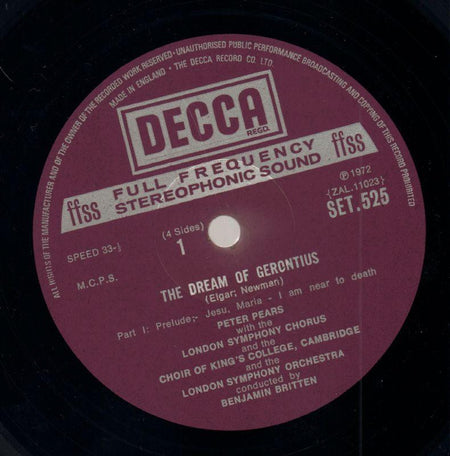 ALL RIGHTS OF THE MANUFACTURER AND OF THE OWNER OF THE RECORDED WORK RESERVED · UNAUTHORISED PUBLIC PERFORMANCE BROADCASTING AND COPYING OF THIS RECORD PROHIBITED
MADE IN ENGLAND · THE DECCA RECORD CO. LTD.
DECCA
REGD.
ffss FULL FREQUENCY ffss
STEREOPHONIC SOUND
℗ 1972
(ZAL.11023)
SET.525
(4 Sides)
1
SPEED 33-⅓
M.C.P.S.
THE DREAM OF GERONTIUS
(Elgar; Newman)
Part I: Prelude:- Jesu, Maria - I am near to death
PETER PEARS
with the
LONDON SYMPHONY CHORUS
and the
CHOIR OF KING'S COLLEGE, CAMBRIDGE
and the
LONDON SYMPHONY ORCHESTRA
conducted by
BENJAMIN BRITTEN